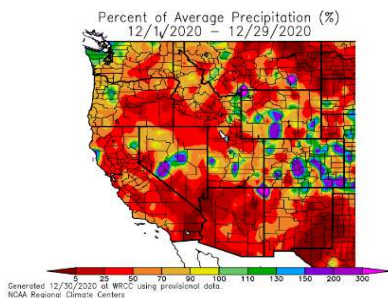 Percent of Average Precipitation (%)
12/1/2020 – 12/29/2020
5 25 50 70 90 100 110 130 150 200 300
Generated 12/30/2020 at WRCC using provisional data.
NOAA Regional Climate Centers